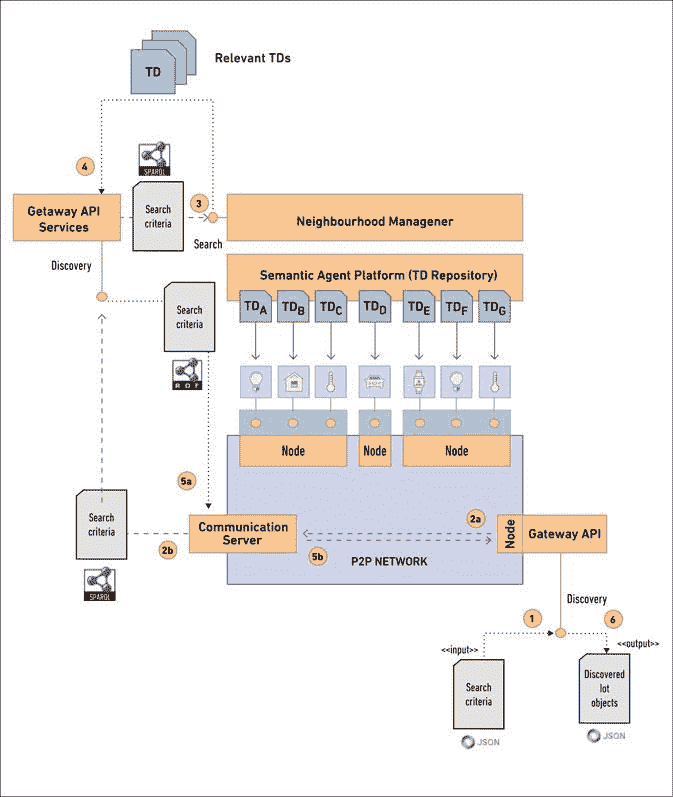 TD
Relevant TDs
4
SPARQL
Getaway API
Services
Search
criteria
3
Search
Neighbourhood Managener
Discovery
Semantic Agent Platform (TD Repository)
TDA
TDB
TDC
TDD
TDE
TDF
TDG
Search
criteria
RDF
Node
Node
Node
5a
Search
criteria
2b
SPARQL
Communication
Server
2a
5b
P2P NETWORK
Node
Gateway API
Discovery
1
6
<<input>>
<<output>>
Search
criteria
JSON
Discovered
Iot
objects
JSON